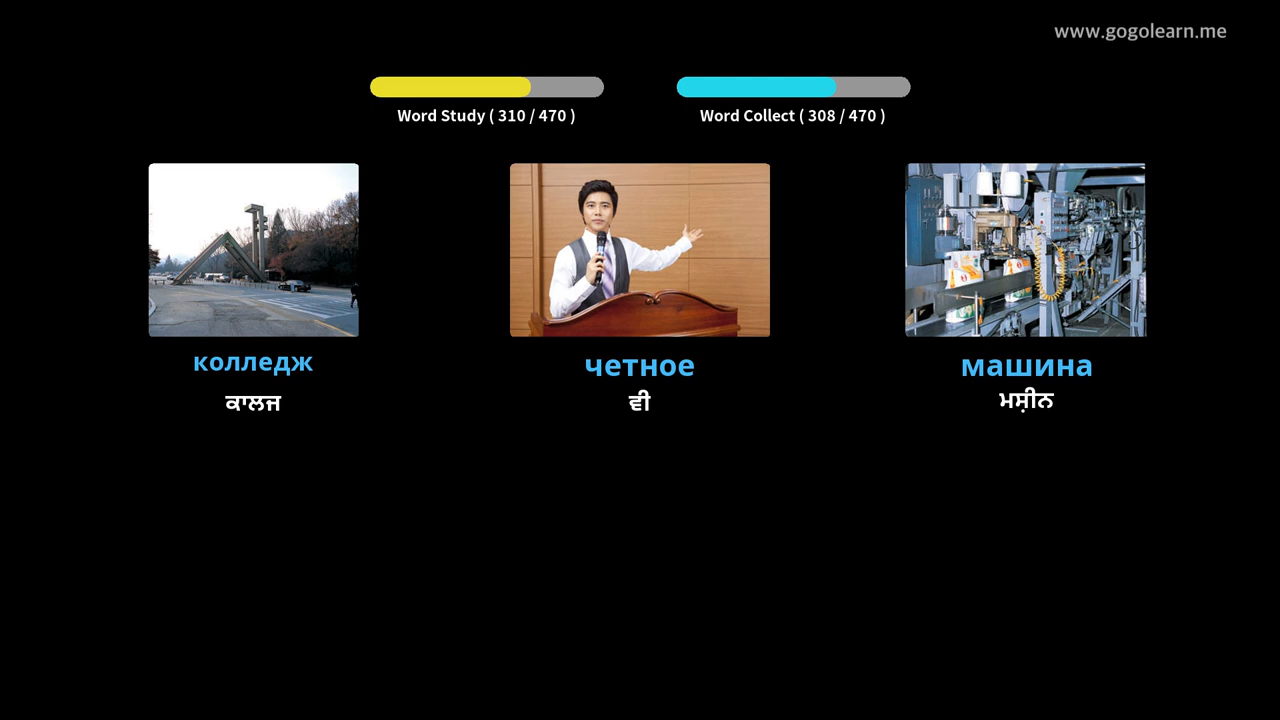 www.gogolearn.me
Word Study ( 310 / 470 )
Word Collect ( 308 / 470 )
колледж
четное
машина
ਕਾਲਜ
ਵੀ
ਮਸ਼ੀਨ